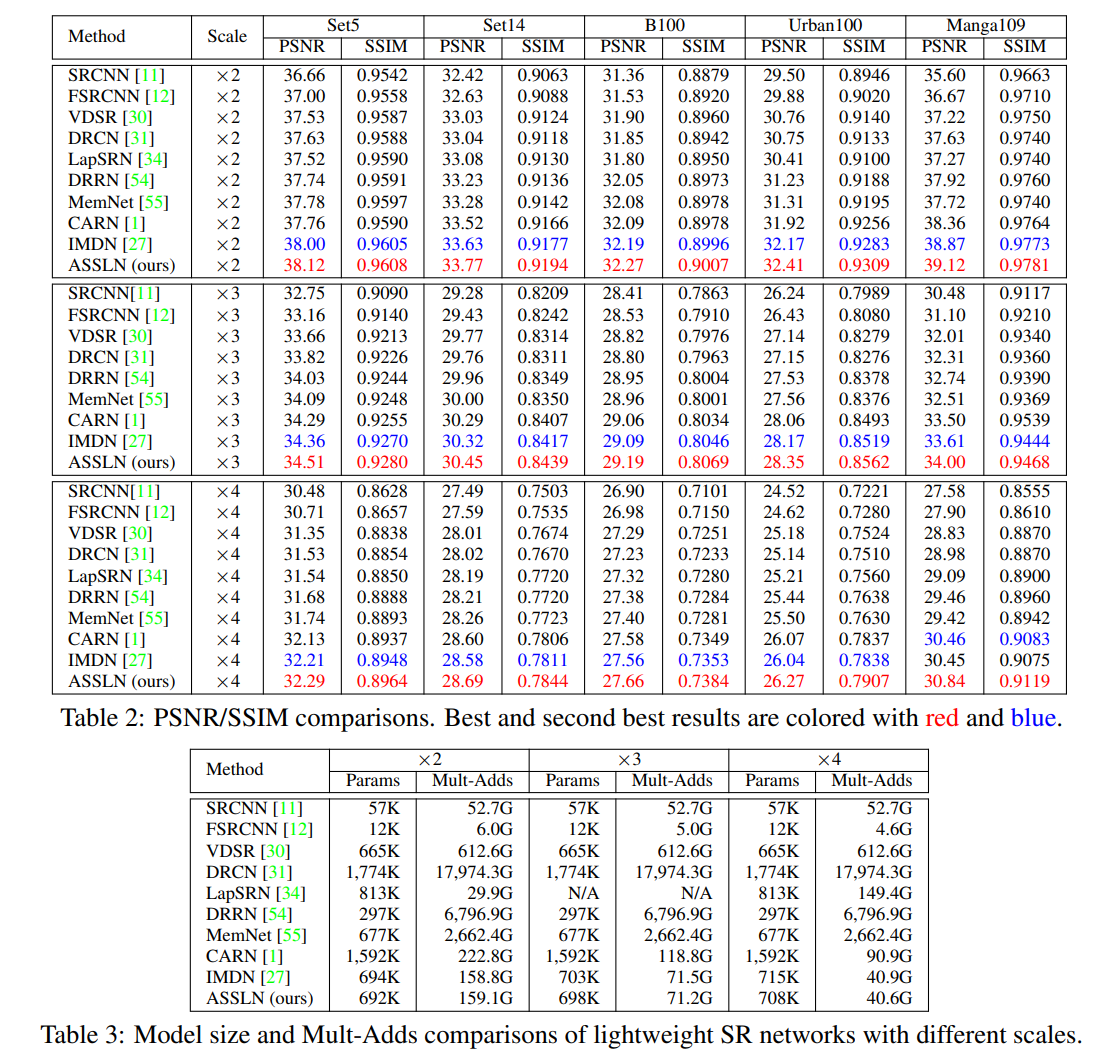 Method Scale Set5 Set14 B100 Urban100 Manga109
PSNR SSIM PSNR SSIM PSNR SSIM PSNR SSIM PSNR SSIM
SRCNN [11] ×2 36.66 0.9542 32.42 0.9063 31.36 0.8879 29.50 0.8946 35.60 0.9663
FSRCNN [12] ×2 37.00 0.9558 32.63 0.9088 31.53 0.8920 29.88 0.9020 36.67 0.9710
VDSR [30] ×2 37.53 0.9587 33.03 0.9124 31.90 0.8960 30.76 0.9140 37.22 0.9750
DRCN [31] ×2 37.63 0.9588 33.04 0.9118 31.85 0.8942 30.75 0.9133 37.63 0.9740
LapSRN [34] ×2 37.52 0.9590 33.08 0.9130 31.80 0.8950 30.41 0.9100 37.27 0.9740
DRRN [54] ×2 37.74 0.9591 33.23 0.9136 32.05 0.8973 31.23 0.9188 37.92 0.9760
MemNet [55] ×2 37.78 0.9597 33.28 0.9142 32.08 0.8978 31.31 0.9195 37.72 0.9740
CARN [1] ×2 37.76 0.9590 33.52 0.9166 32.09 0.8978 31.92 0.9256 38.36 0.9764
IMDN [27] ×2 38.00 0.9605 33.63 0.9177 32.19 0.8996 32.17 0.9283 38.87 0.9773
ASSLN (ours) ×2 38.12 0.9608 33.77 0.9194 32.27 0.9007 32.41 0.9309 39.12 0.9781
SRCNN[11] ×3 32.75 0.9090 29.28 0.8209 28.41 0.7863 26.24 0.7989 30.48 0.9117
FSRCNN [12] ×3 33.16 0.9140 29.43 0.8242 28.53 0.7910 26.43 0.8080 31.10 0.9210
VDSR [30] ×3 33.66 0.9213 29.77 0.8314 28.82 0.7976 27.14 0.8279 32.01 0.9340
DRCN [31] ×3 33.82 0.9226 29.76 0.8311 28.80 0.7963 27.15 0.8276 32.31 0.9360
DRRN [54] ×3 34.03 0.9244 29.96 0.8349 28.95 0.8004 27.53 0.8378 32.74 0.9390
MemNet [55] ×3 34.09 0.9248 30.00 0.8350 28.96 0.8001 27.56 0.8376 32.51 0.9369
CARN [1] ×3 34.29 0.9255 30.29 0.8407 29.06 0.8034 28.06 0.8493 33.50 0.9539
IMDN [27] ×3 34.36 0.9270 30.32 0.8417 29.09 0.8046 28.17 0.8519 33.61 0.9444
ASSLN (ours) ×3 34.51 0.9280 30.45 0.8439 29.19 0.8069 28.35 0.8562 34.00 0.9468
SRCNN[11] ×4 30.48 0.8628 27.49 0.7503 26.90 0.7101 24.52 0.7221 27.58 0.8555
FSRCNN [12] ×4 30.71 0.8657 27.59 0.7535 26.98 0.7150 24.62 0.7280 27.90 0.8610
VDSR [30] ×4 31.35 0.8838 28.01 0.7674 27.29 0.7251 25.18 0.7524 28.83 0.8870
DRCN [31] ×4 31.53 0.8854 28.02 0.7670 27.23 0.7233 25.14 0.7510 28.98 0.8870
LapSRN [34] ×4 31.54 0.8850 28.19 0.7720 27.32 0.7280 25.21 0.7560 29.09 0.8900
DRRN [54] ×4 31.68 0.8888 28.21 0.7720 27.38 0.7284 25.44 0.7638 29.46 0.8960
MemNet [55] ×4 31.74 0.8893 28.26 0.7723 27.40 0.7281 25.50 0.7630 29.42 0.8942
CARN [1] ×4 32.13 0.8937 28.60 0.7806 27.58 0.7349 26.07 0.7837 30.46 0.9083
IMDN [27] ×4 32.21 0.8948 28.58 0.7811 27.56 0.7353 26.04 0.7838 30.45 0.9075
ASSLN (ours) ×4 32.29 0.8964 28.69 0.7844 27.66 0.7384 26.27 0.7907 30.84 0.9119
Table 2: PSNR/SSIM comparisons. Best and second best results are colored with red and blue.
Method ×2 ×3 ×4
Params Mult-Adds Params Mult-Adds Params Mult-Adds
SRCNN [11] 57K 52.7G 57K 52.7G 57K 52.7G
FSRCNN [12] 12K 6.0G 12K 5.0G 12K 4.6G
VDSR [30] 665K 612.6G 665K 612.6G 665K 612.6G
DRCN [31] 1,774K 17,974.3G 1,774K 17,974.3G 1,774K 17,974.3G
LapSRN [34] 813K 29.9G N/A N/A 813K 149.4G
DRRN [54] 297K 6,796.9G 297K 6,796.9G 297K 6,796.9G
MemNet [55] 677K 2,662.4G 677K 2,662.4G 677K 2,662.4G
CARN [1] 1,592K 222.8G 1,592K 118.8G 1,592K 90.9G
IMDN [27] 694K 158.8G 703K 71.5G 715K 40.9G
ASSLN (ours) 692K 159.1G 698K 71.2G 708K 40.6G
Table 3: Model size and Mult-Adds comparisons of lightweight SR networks with different scales.